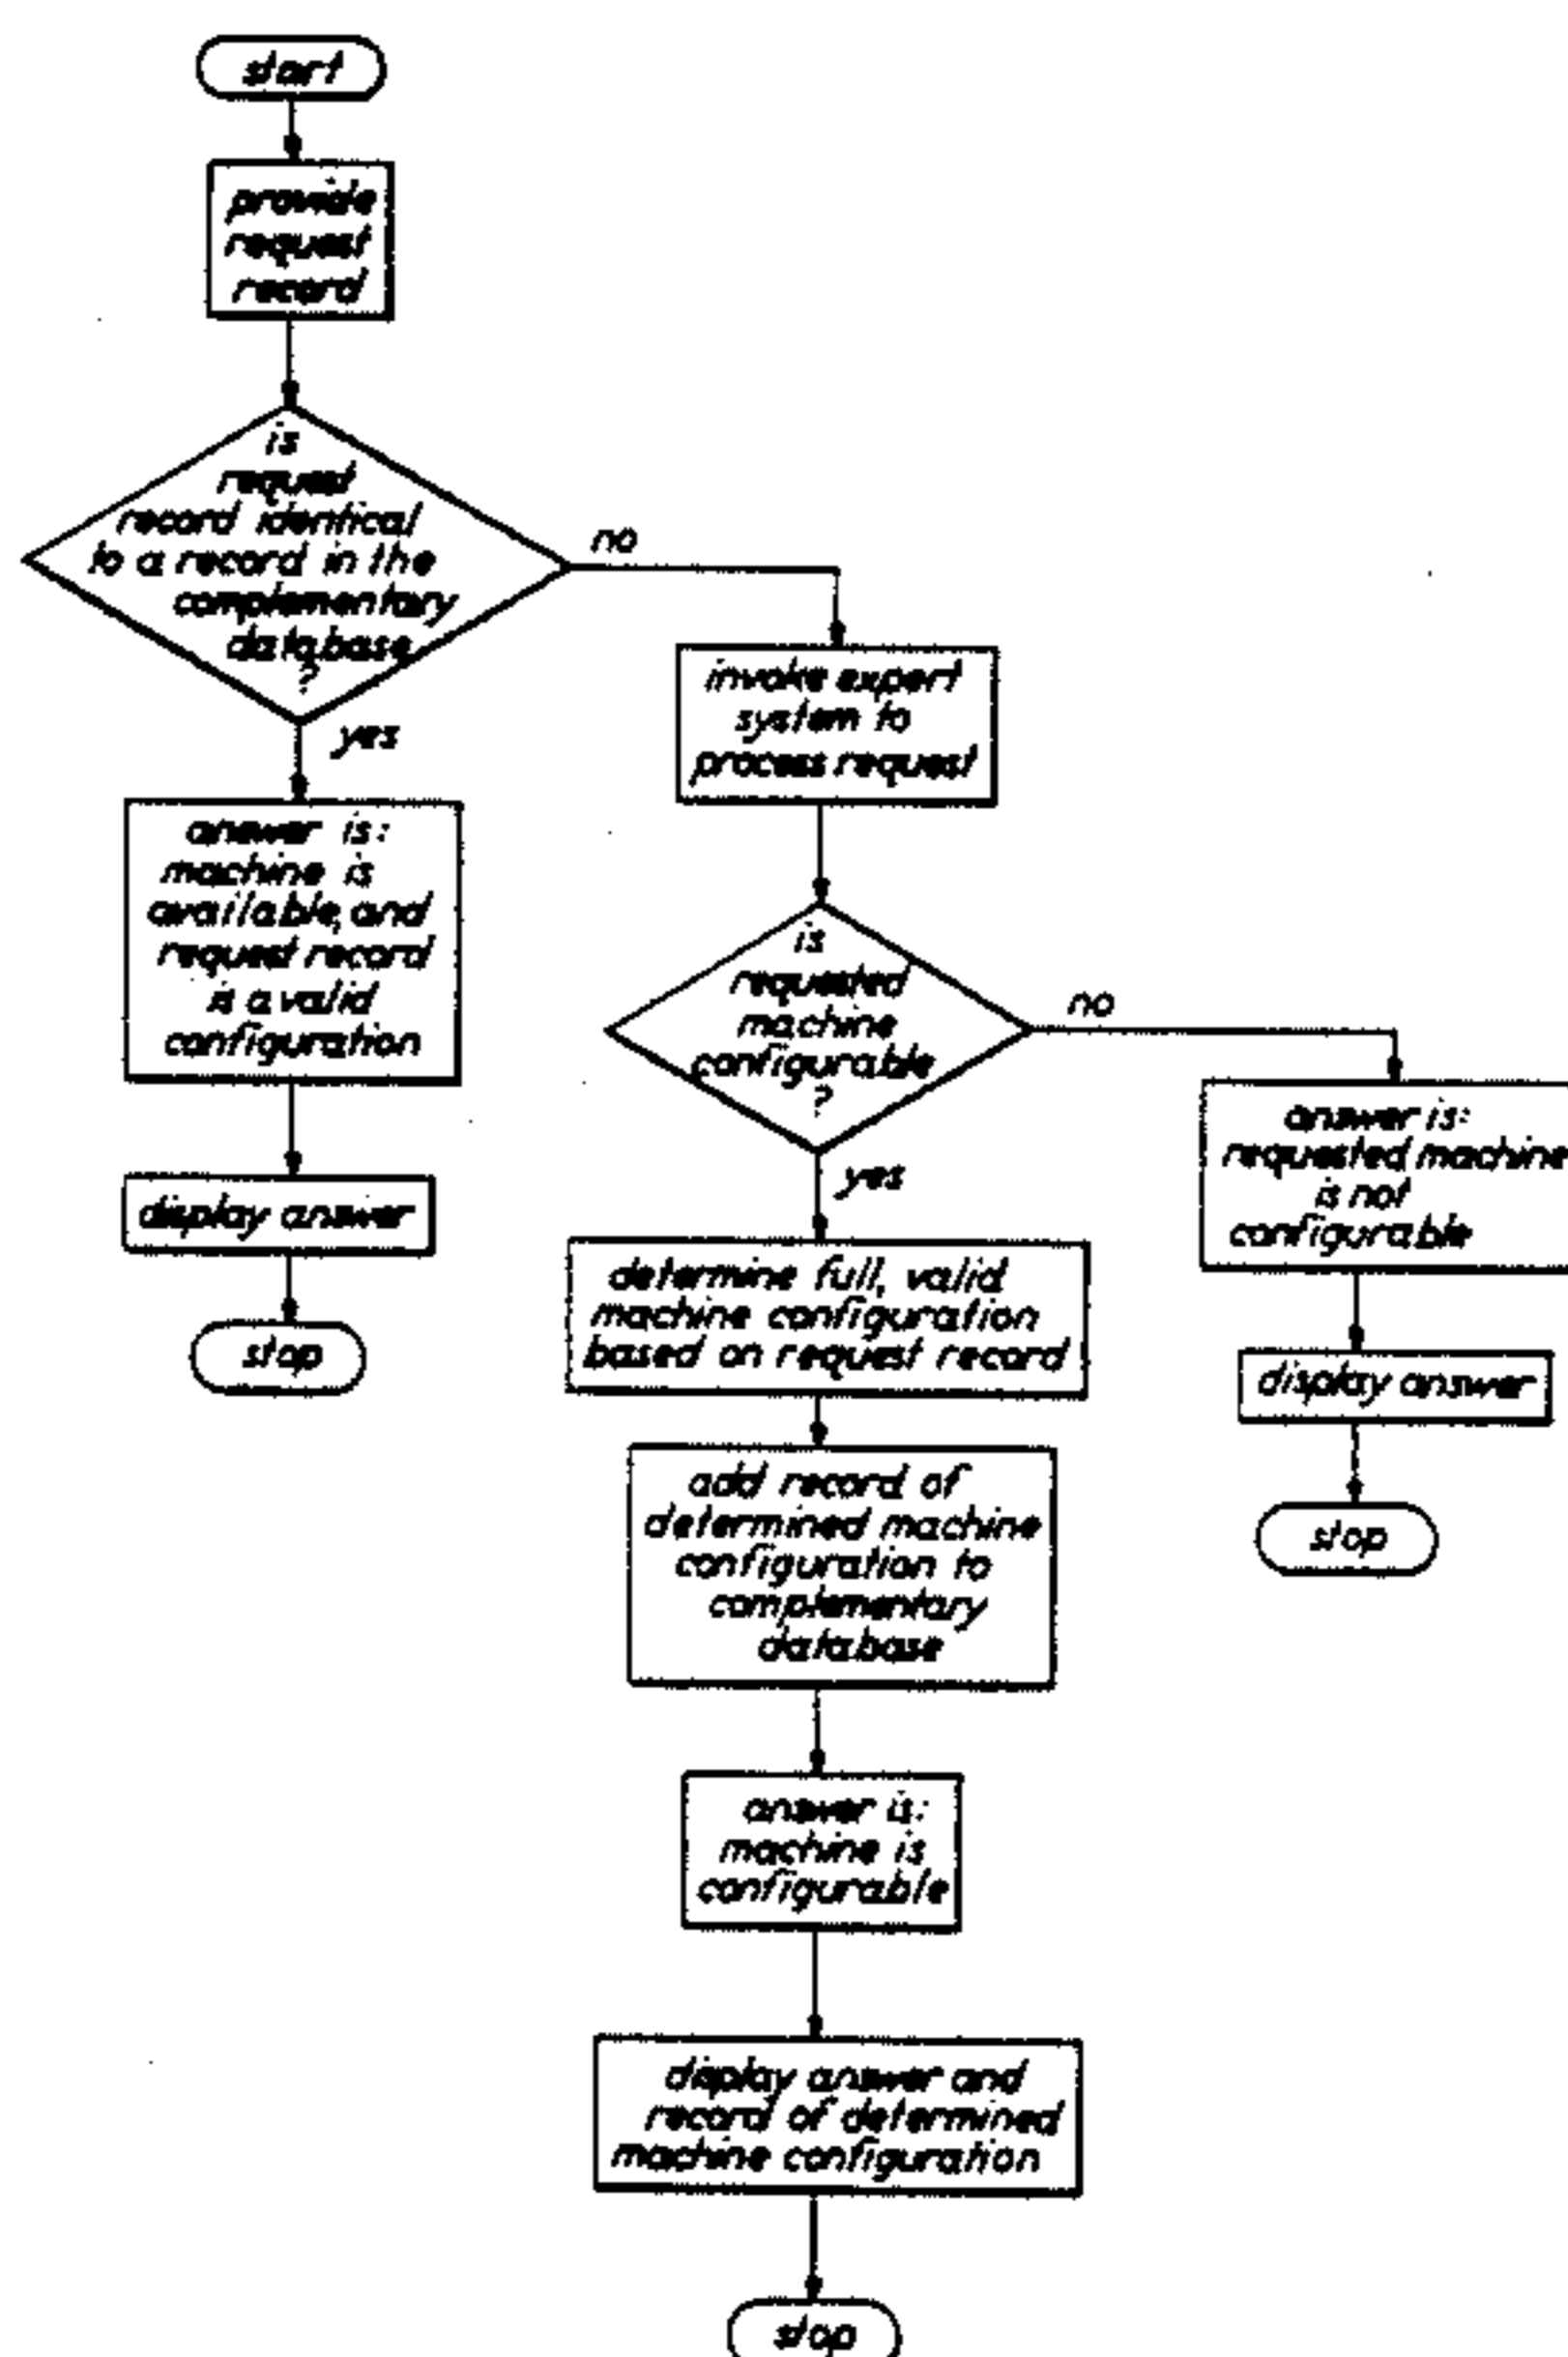 start
provide
request
record
is
request
record identical
to a record in the
complementary
database
?
no
yes
answer is:
machine is
available, and
request record
is a valid
configuration
display answer
stop
invoke expert
system to
process request
is
requested
machine
configurable
?
no
yes
answer is:
requested machine
is not
configurable
display answer
stop
determine full, valid
machine configuration
based on request record
add record of
determined machine
configuration to
complementary
database
answer is:
machine is
configurable
display answer and
record of determined
machine configuration
stop